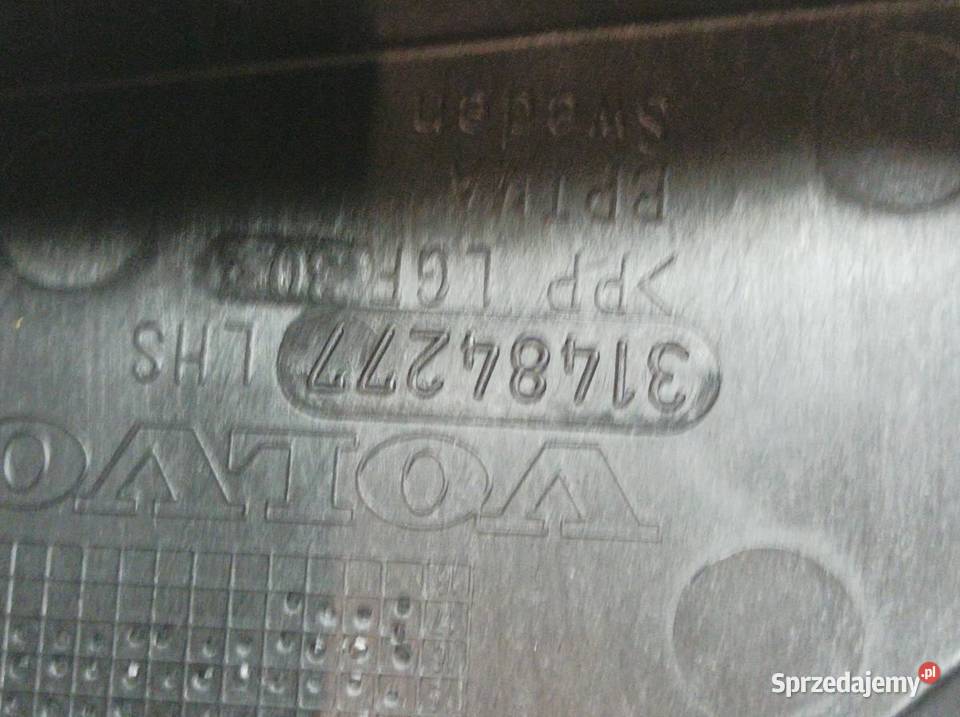 VOLVO
31484277 LHS
>PP LGF 30
Sweden
Sprzedajemy.pl